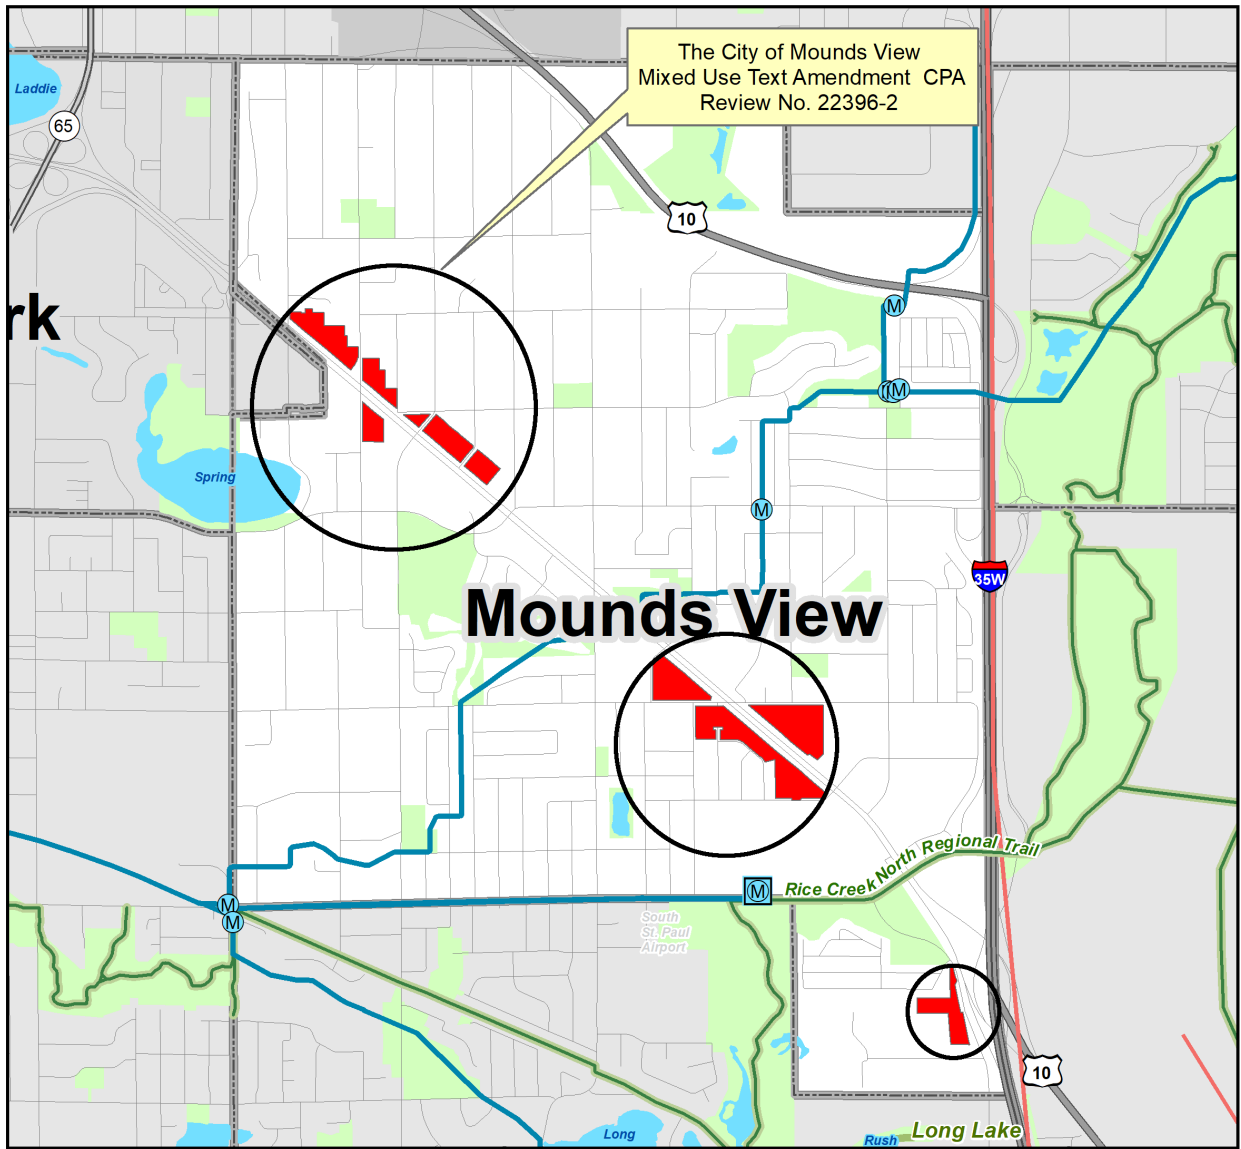 The City of Mounds View
Mixed Use Text Amendment CPA
Review No. 22396-2
Laddie
65
10
rk
M
M
Spring
M
35W
Mounds View
North Regional Trail
Rice Creek
M
M
M
South
St. Paul
Airport
10
Long
Rush
Long Lake